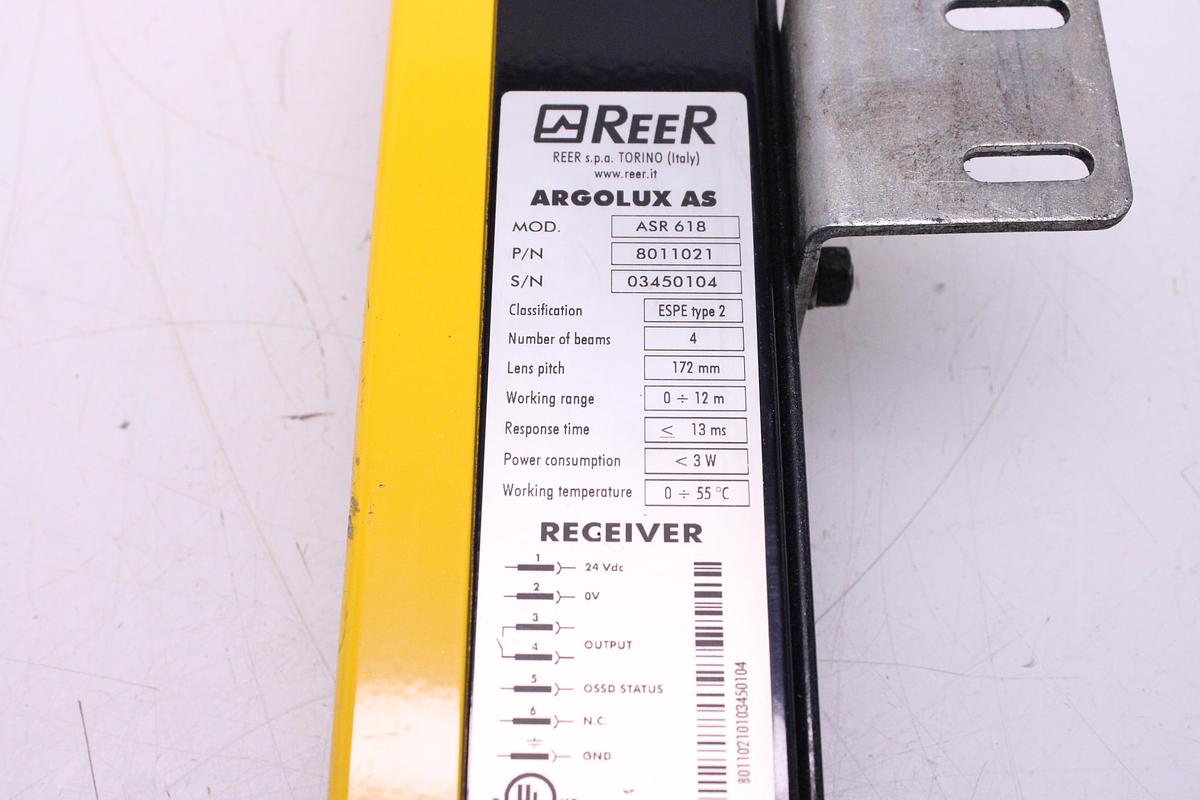 REER
REER s.p.a. TORINO (Italy)
www.reer.it
ARGOLUX AS
MOD. ASR 618
P/N 8011021
S/N 03450104
Classification ESPE type 2
Number of beams 4
Lens pitch 172 mm
Working range 0 ÷ 12 m
Response time ≤ 13 ms
Power consumption < 3 W
Working temperature 0 ÷ 55 °C
RECEIVER
1 24 Vdc
2 0V
3
OUTPUT
4
5 OSSD STATUS
6 N.C.
GND
801102103450104
UL